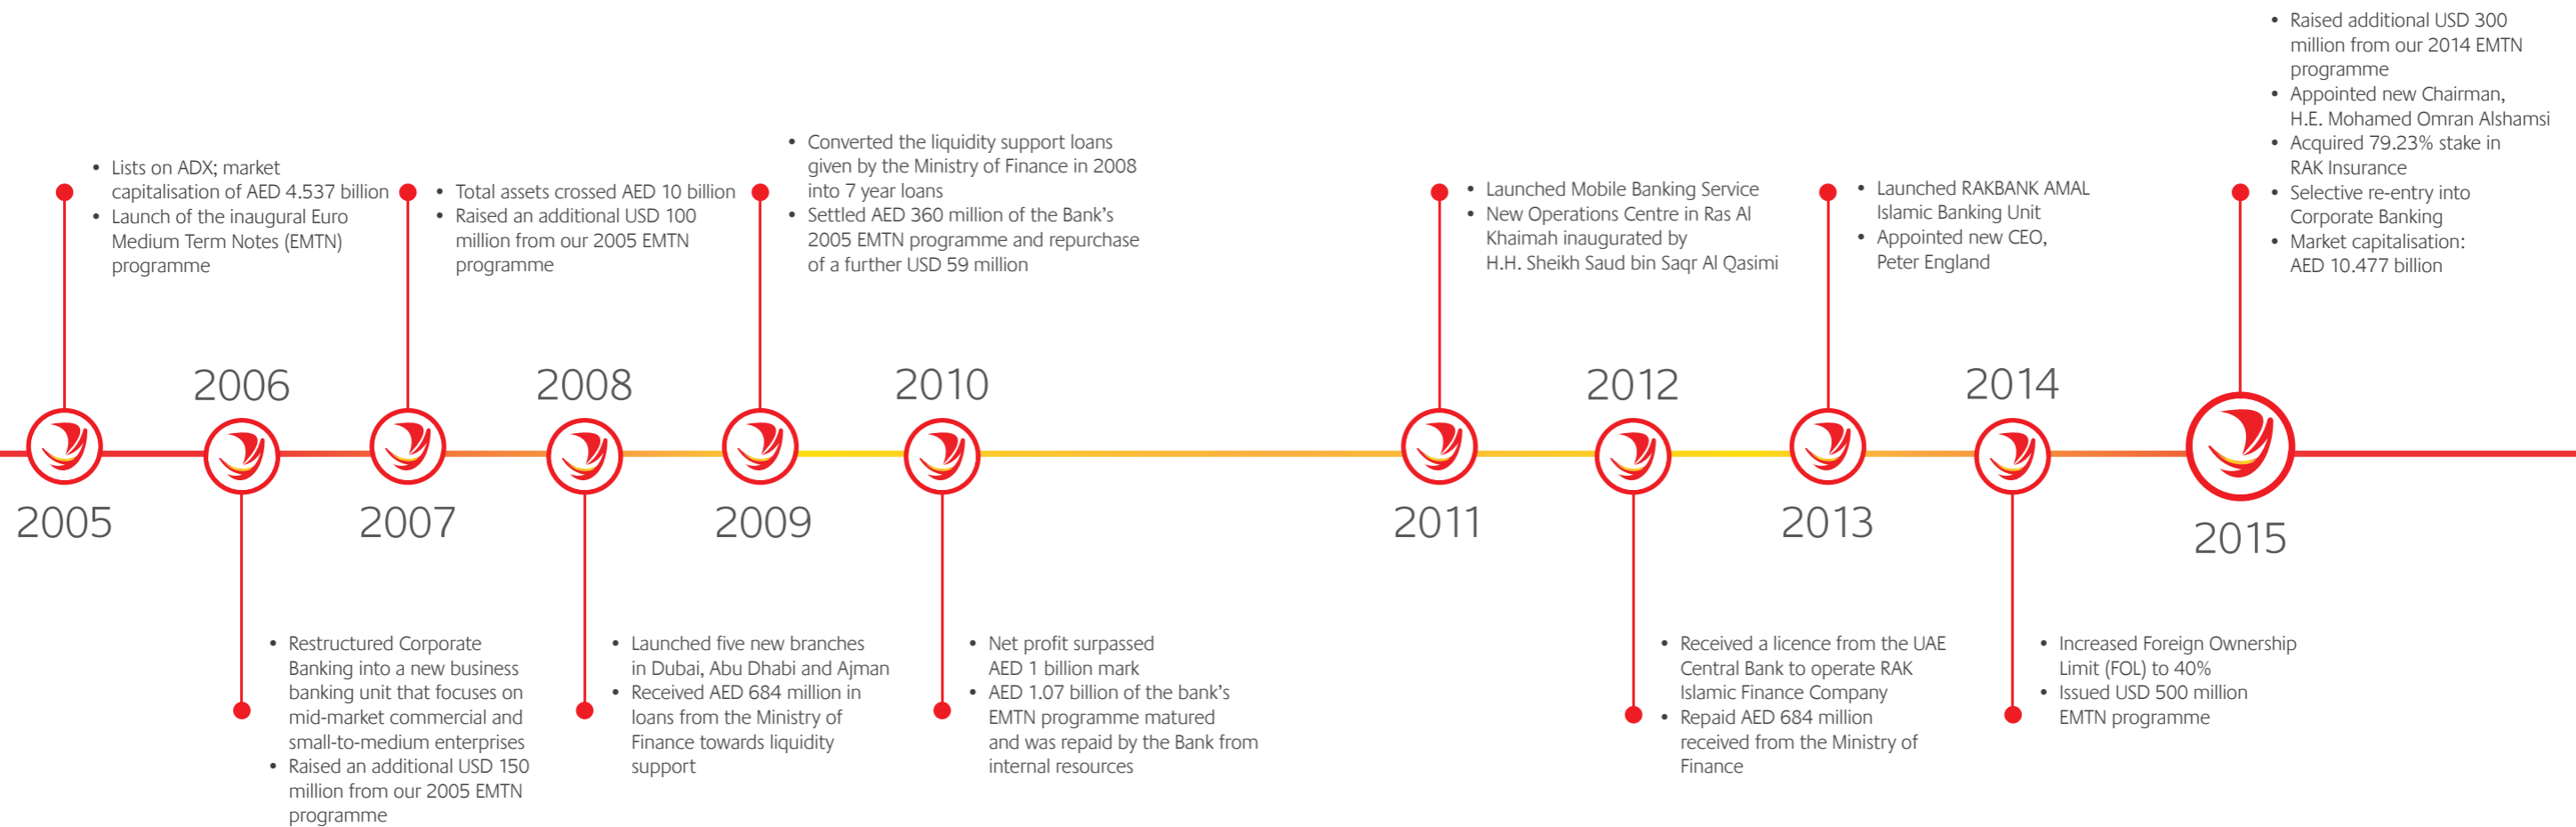 • Lists on ADX; market
capitalisation of AED 4.537 billion
• Launch of the inaugural Euro
Medium Term Notes (EMTN)
programme
2005
2006
• Restructured Corporate
Banking into a new business
banking unit that focuses on
mid-market commercial and
small-to-medium enterprises
• Raised an additional USD 150
million from our 2005 EMTN
programme
• Total assets crossed AED 10 billion
• Raised an additional USD 100
million from our 2005 EMTN
programme
2007
2008
• Launched five new branches
in Dubai, Abu Dhabi and Ajman
• Received AED 684 million in
loans from the Ministry of
Finance towards liquidity
support
• Converted the liquidity support loans
given by the Ministry of Finance in 2008
into 7 year loans
• Settled AED 360 million of the Bank’s
2005 EMTN programme and repurchase
of a further USD 59 million
2009
2010
• Net profit surpassed
AED 1 billion mark
• AED 1.07 billion of the bank’s
EMTN programme matured
and was repaid by the Bank from
internal resources
• Launched Mobile Banking Service
• New Operations Centre in Ras Al
Khaimah inaugurated by
H.H. Sheikh Saud bin Saqr Al Qasimi
2011
2012
• Received a licence from the UAE
Central Bank to operate RAK
Islamic Finance Company
• Repaid AED 684 million
received from the Ministry of
Finance
• Launched RAKBANK AMAL
Islamic Banking Unit
• Appointed new CEO,
Peter England
2013
2014
• Increased Foreign Ownership
Limit (FOL) to 40%
• Issued USD 500 million
EMTN programme
• Raised additional USD 300
million from our 2014 EMTN
programme
• Appointed new Chairman,
H.E. Mohamed Omran Alshamsi
• Acquired 79.23% stake in
RAK Insurance
• Selective re-entry into
Corporate Banking
• Market capitalisation:
AED 10.477 billion
2015